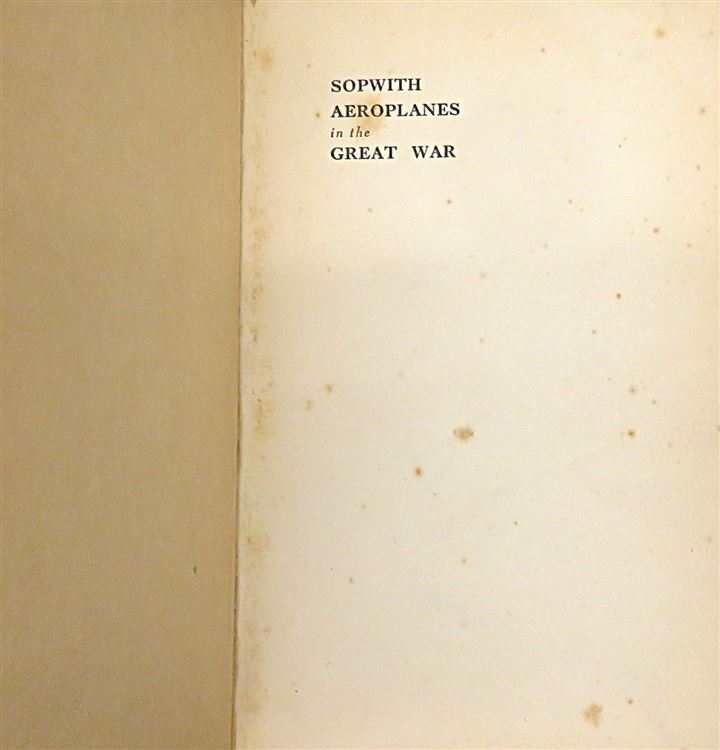 SOPWITH
AEROPLANES
in the
GREAT WAR